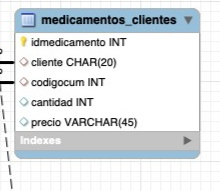 medicamentos_clientes
idmedicamento INT
cliente CHAR(20)
codigocum INT
cantidad INT
precio VARCHAR(45)
Indexes